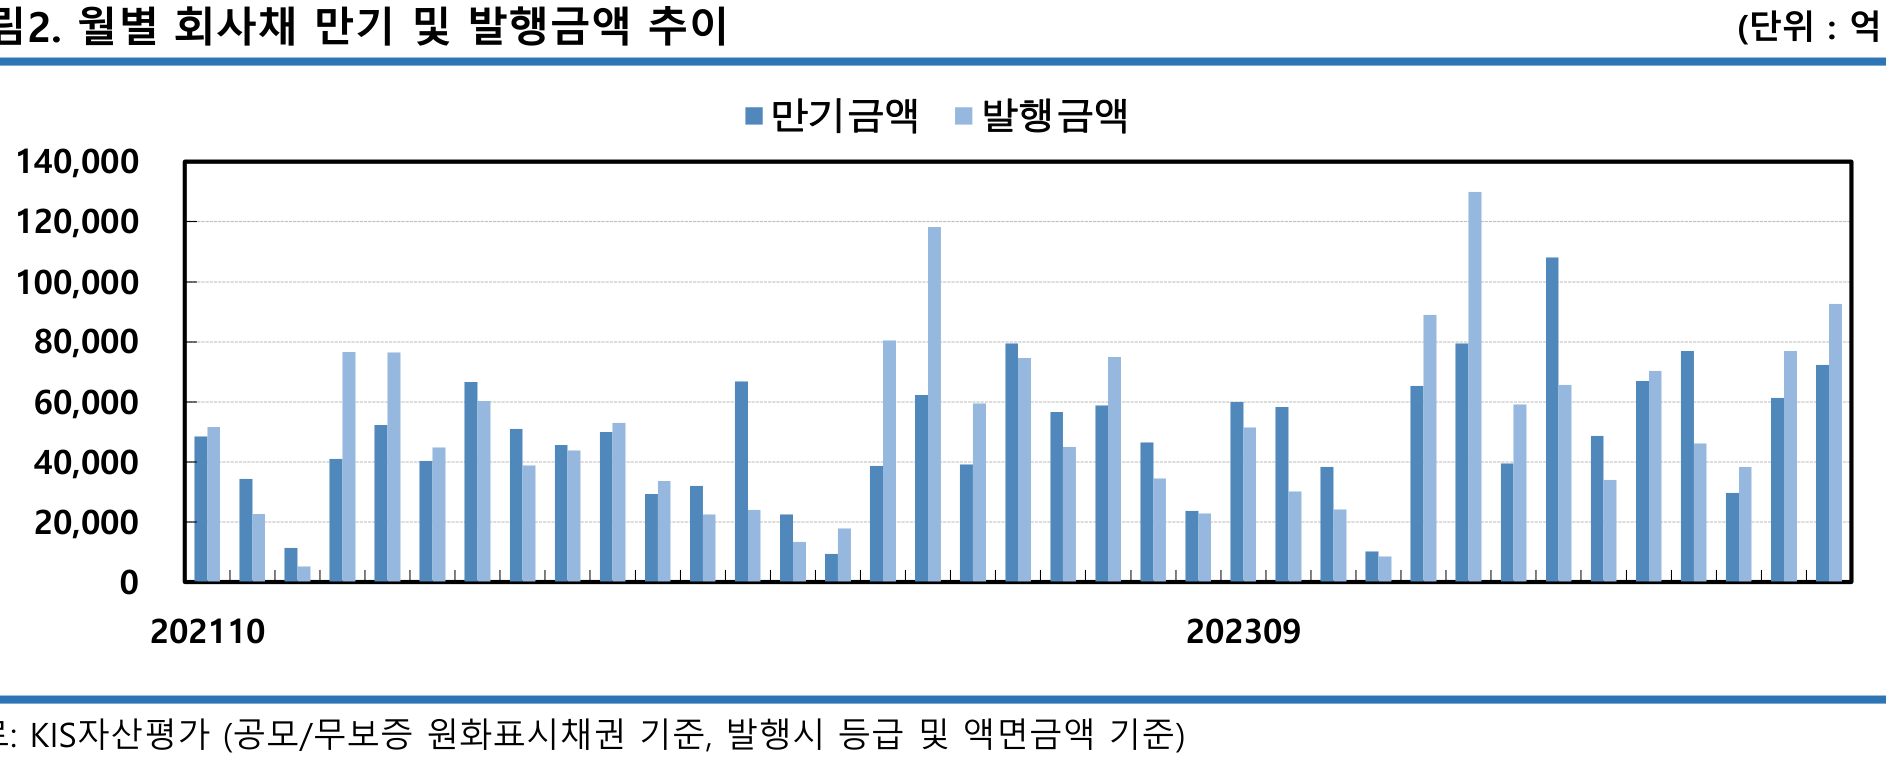 림2. 월별 회사채 만기 및 발행금액 추이
(단위 : 억
만기금액 발행금액
140,000
120,000
100,000
80,000
60,000
40,000
20,000
0
202110 202309
: KIS자산평가 (공모/무보증 원화표시채권 기준, 발행시 등급 및 액면금액 기준)